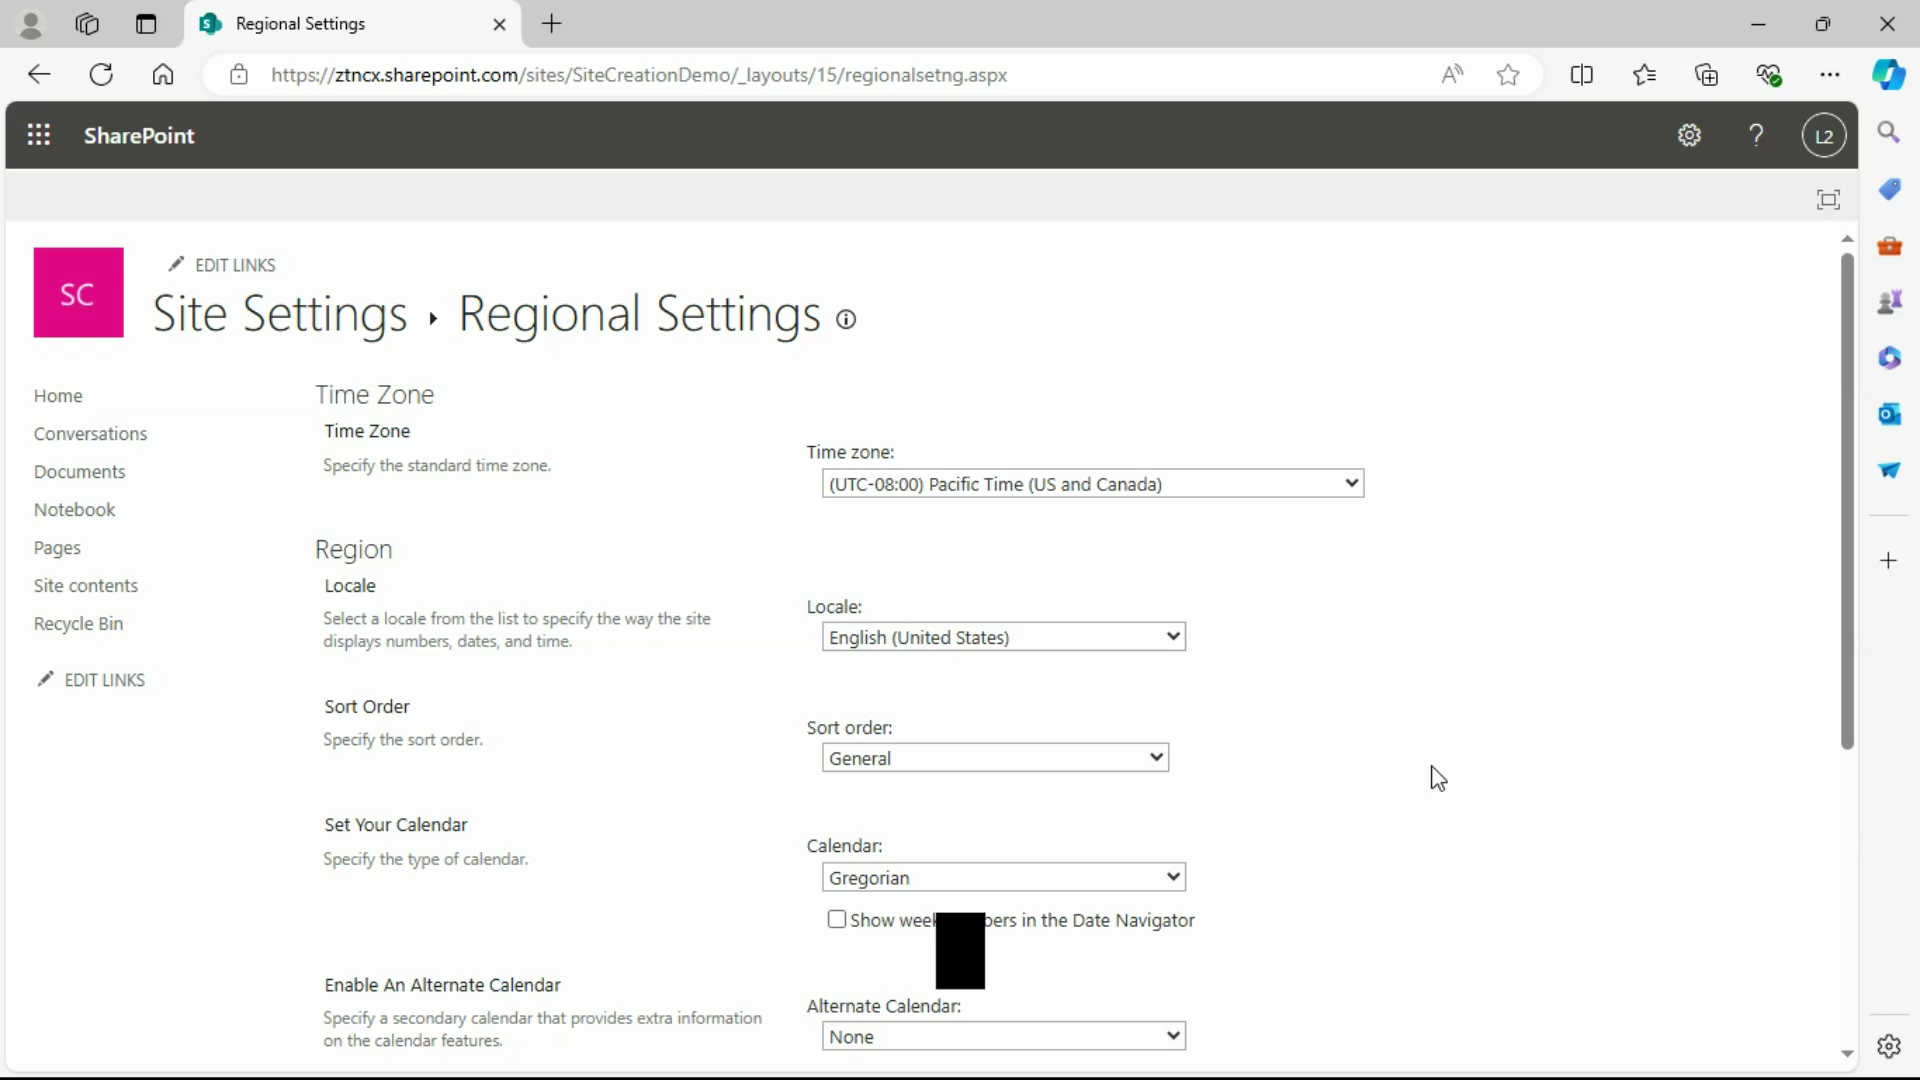 Regional Settings
https://ztncx.sharepoint.com/sites/SiteCreationDemo/_layouts/15/regionalsetng.aspx
SharePoint
L2
SC
EDIT LINKS
Site Settings ▸ Regional Settings
Home
Conversations
Documents
Notebook
Pages
Site contents
Recycle Bin
EDIT LINKS
Time Zone
Time Zone
Specify the standard time zone.
Time zone:
(UTC-08:00) Pacific Time (US and Canada)
Region
Locale
Select a locale from the list to specify the way the site
displays numbers, dates, and time.
Locale:
English (United States)
Sort Order
Specify the sort order.
Sort order:
General
Set Your Calendar
Specify the type of calendar.
Calendar:
Gregorian
Show in the Date Navigator
Enable An Alternate Calendar
Specify a secondary calendar that provides extra information
on the calendar features.
Alternate Calendar:
None